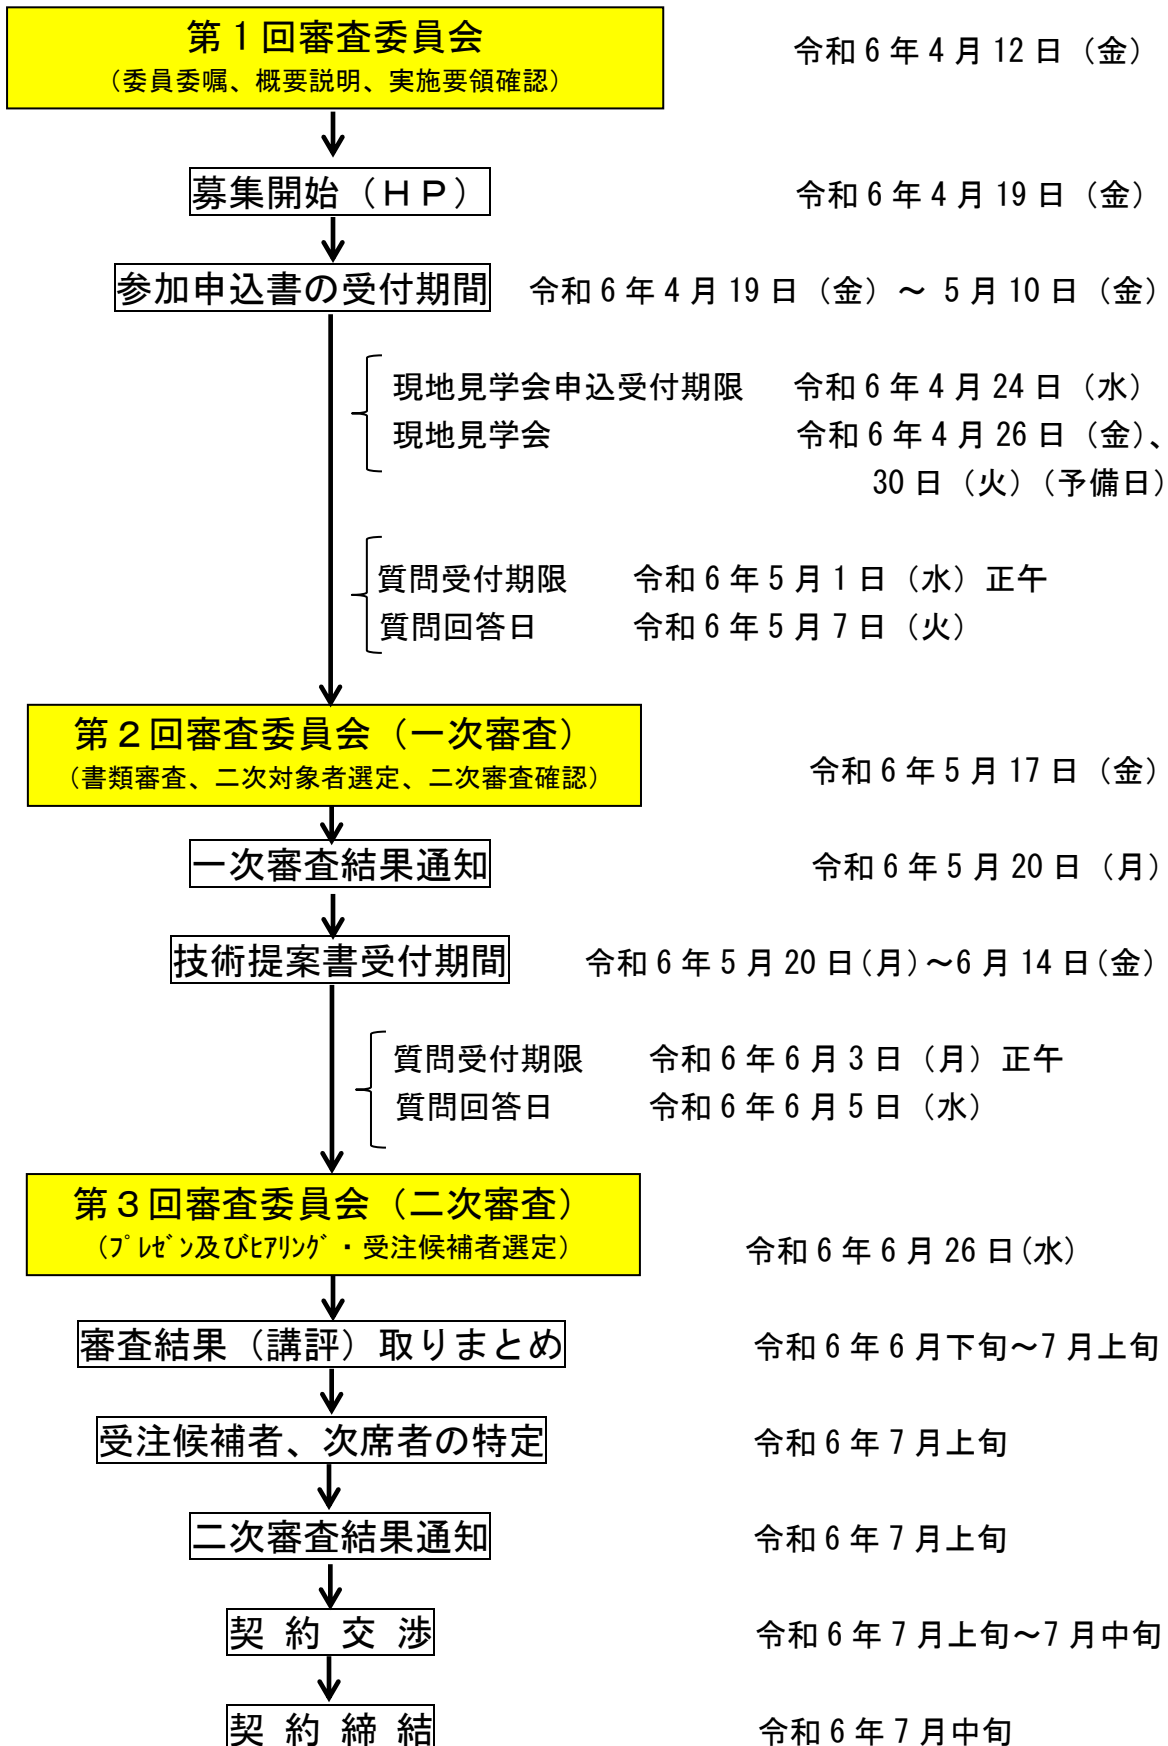 第１回審査委員会
（委員委嘱、概要説明、実施要領確認）
令和６年４月12日（金）
募集開始（ＨＰ）
令和６年４月19日（金）
参加申込書の受付期間
令和６年４月19日（金）～ ５月10日（金）
現地見学会申込受付期限
令和６年４月24日（水）
現地見学会
令和６年４月26日（金）、
30日（火）（予備日）
質問受付期限
令和６年５月１日（水）正午
質問回答日
令和６年５月７日（火）
第２回審査委員会（一次審査）
（書類審査、二次対象者選定、二次審査確認）
令和６年５月17日（金）
一次審査結果通知
令和６年５月20日（月）
技術提案書受付期間
令和６年５月20日(月)～6月14日(金)
質問受付期限
令和６年６月３日（月）正午
質問回答日
令和６年６月５日（水）
第３回審査委員会（二次審査）
（ﾌﾟﾚｾﾞﾝ及びﾋｱﾘﾝｸﾞ・受注候補者選定）
令和６年６月26日(水)
審査結果（講評）取りまとめ
令和６年６月下旬～7月上旬
受注候補者、次席者の特定
令和６年７月上旬
二次審査結果通知
令和６年７月上旬
契 約 交 渉
令和６年７月上旬～7月中旬
契 約 締 結
令和６年７月中旬